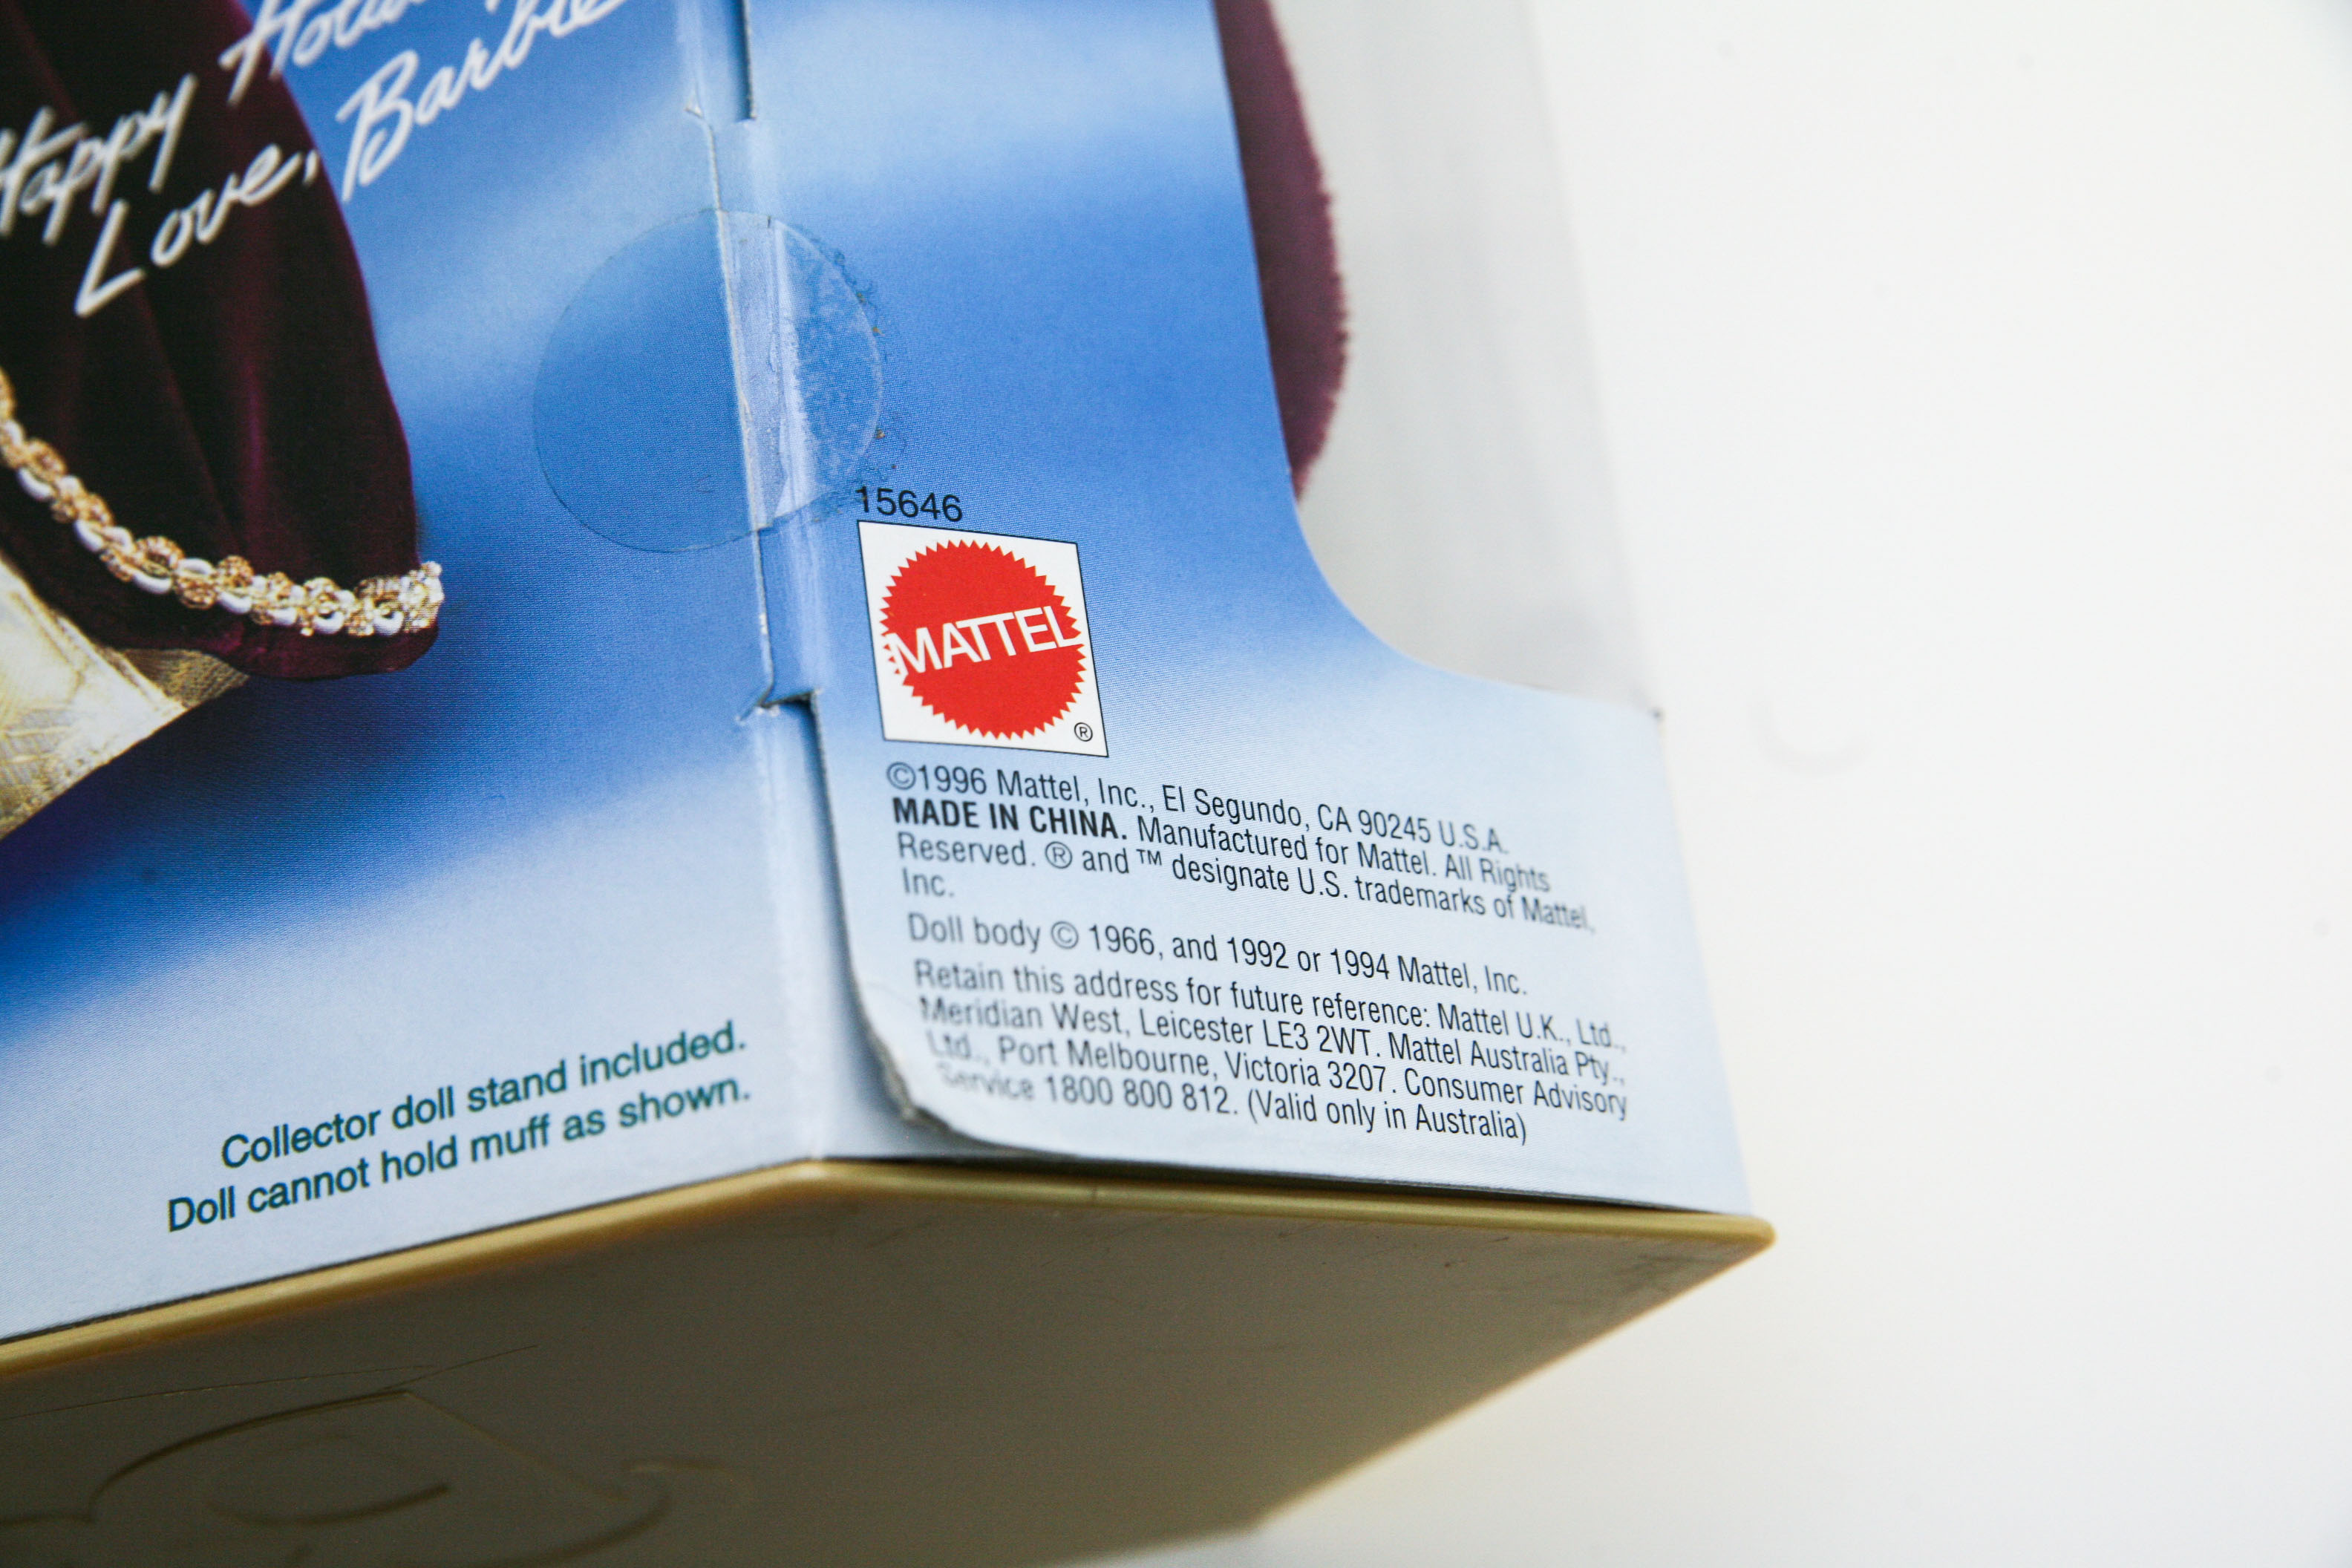 Happy
Love, Barbie
15646
MATTEL
®
©1996 Mattel, Inc., El Segundo, CA 90245 U.S.A.
MADE IN CHINA. Manufactured for Mattel. All Rights
Reserved. ® and ™ designate U.S. trademarks of Mattel,
Inc.
Doll body © 1966, and 1992 or 1994 Mattel, Inc.
Retain this address for future reference: Mattel U.K., Ltd.,
Meridian West, Leicester LE3 2WT. Mattel Australia Pty.,
Ltd., Port Melbourne, Victoria 3207. Consumer Advisory
Service 1800 800 812. (Valid only in Australia)
Collector doll stand included.
Doll cannot hold muff as shown.